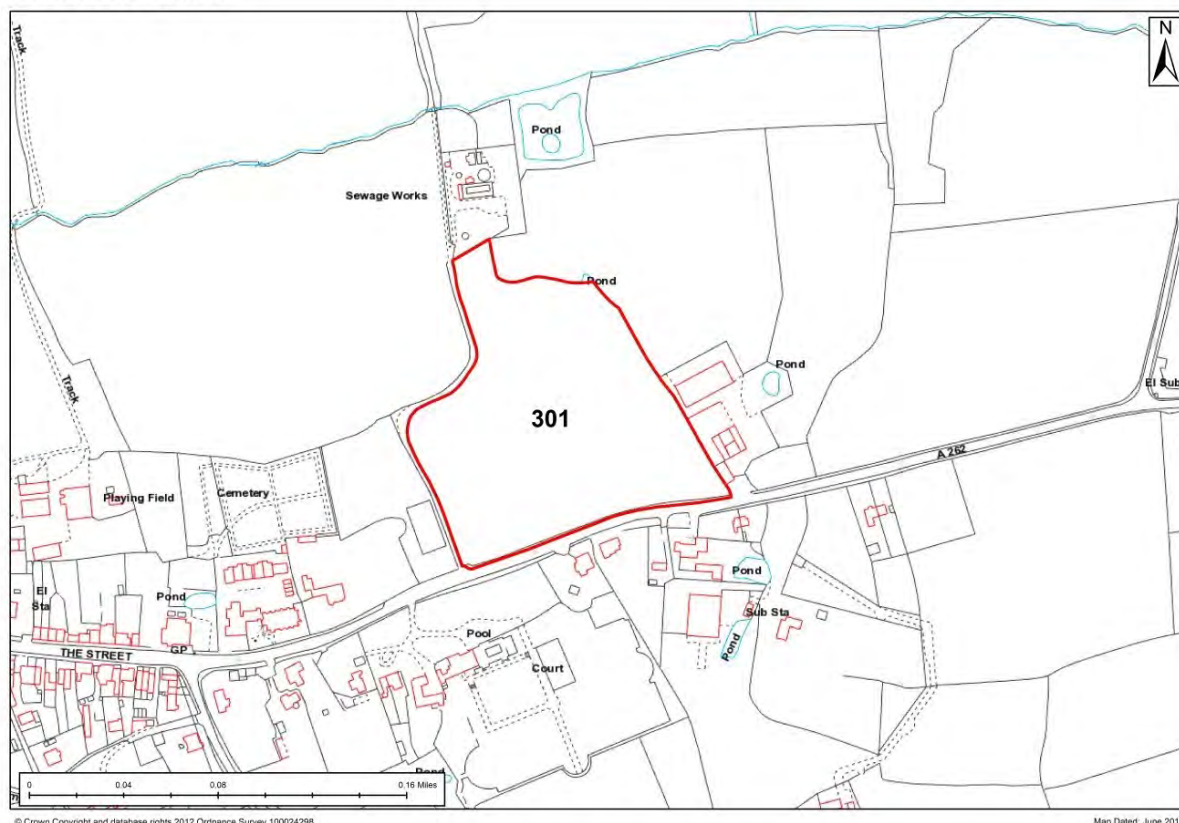 N
Track
Pond
Sewage Works
Pond
Pond
El Sub
301
A 262
Track
Playing Field
Cemetery
El
Sta
Pond
Pond
Sub Sta
GP
THE STREET
Pool
Court
Pond
Pond
0 0.04 0.08 0.16 Miles
© Crown Copyright and database rights 2012 Ordnance Survey 100024298
Map Dated: June 201